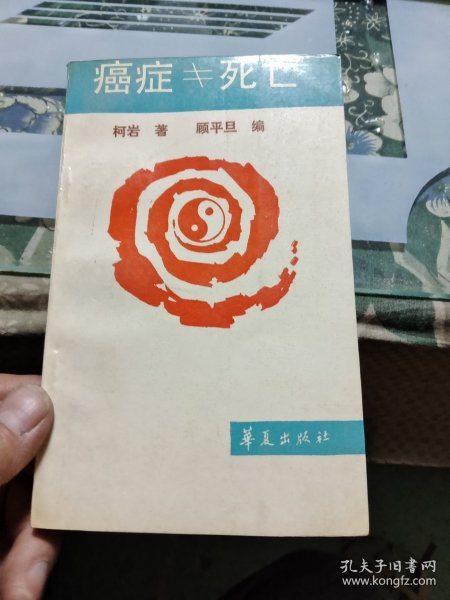 癌症≠死亡
柯岩 著 顾平旦 编
華夏出版社
孔夫子旧书网
www.kongfz.com